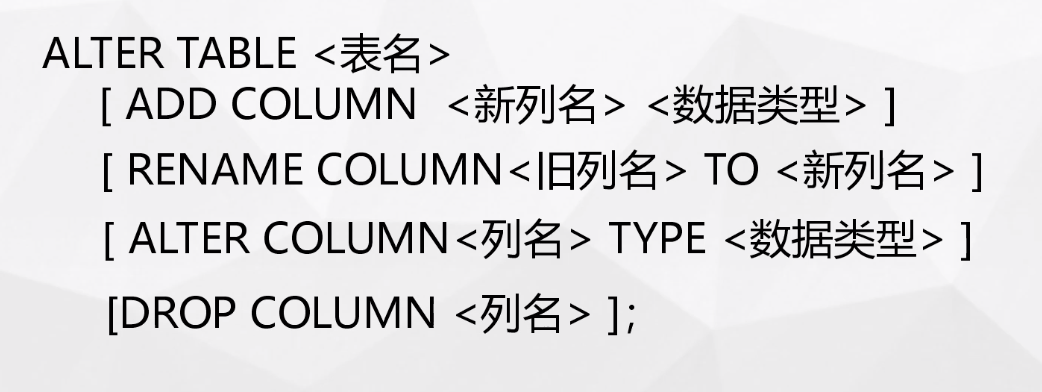 ALTER TABLE <表名>
[ ADD COLUMN <新列名> <数据类型> ]
[ RENAME COLUMN<旧列名> TO <新列名> ]
[ ALTER COLUMN<列名> TYPE <数据类型> ]
[DROP COLUMN <列名> ];